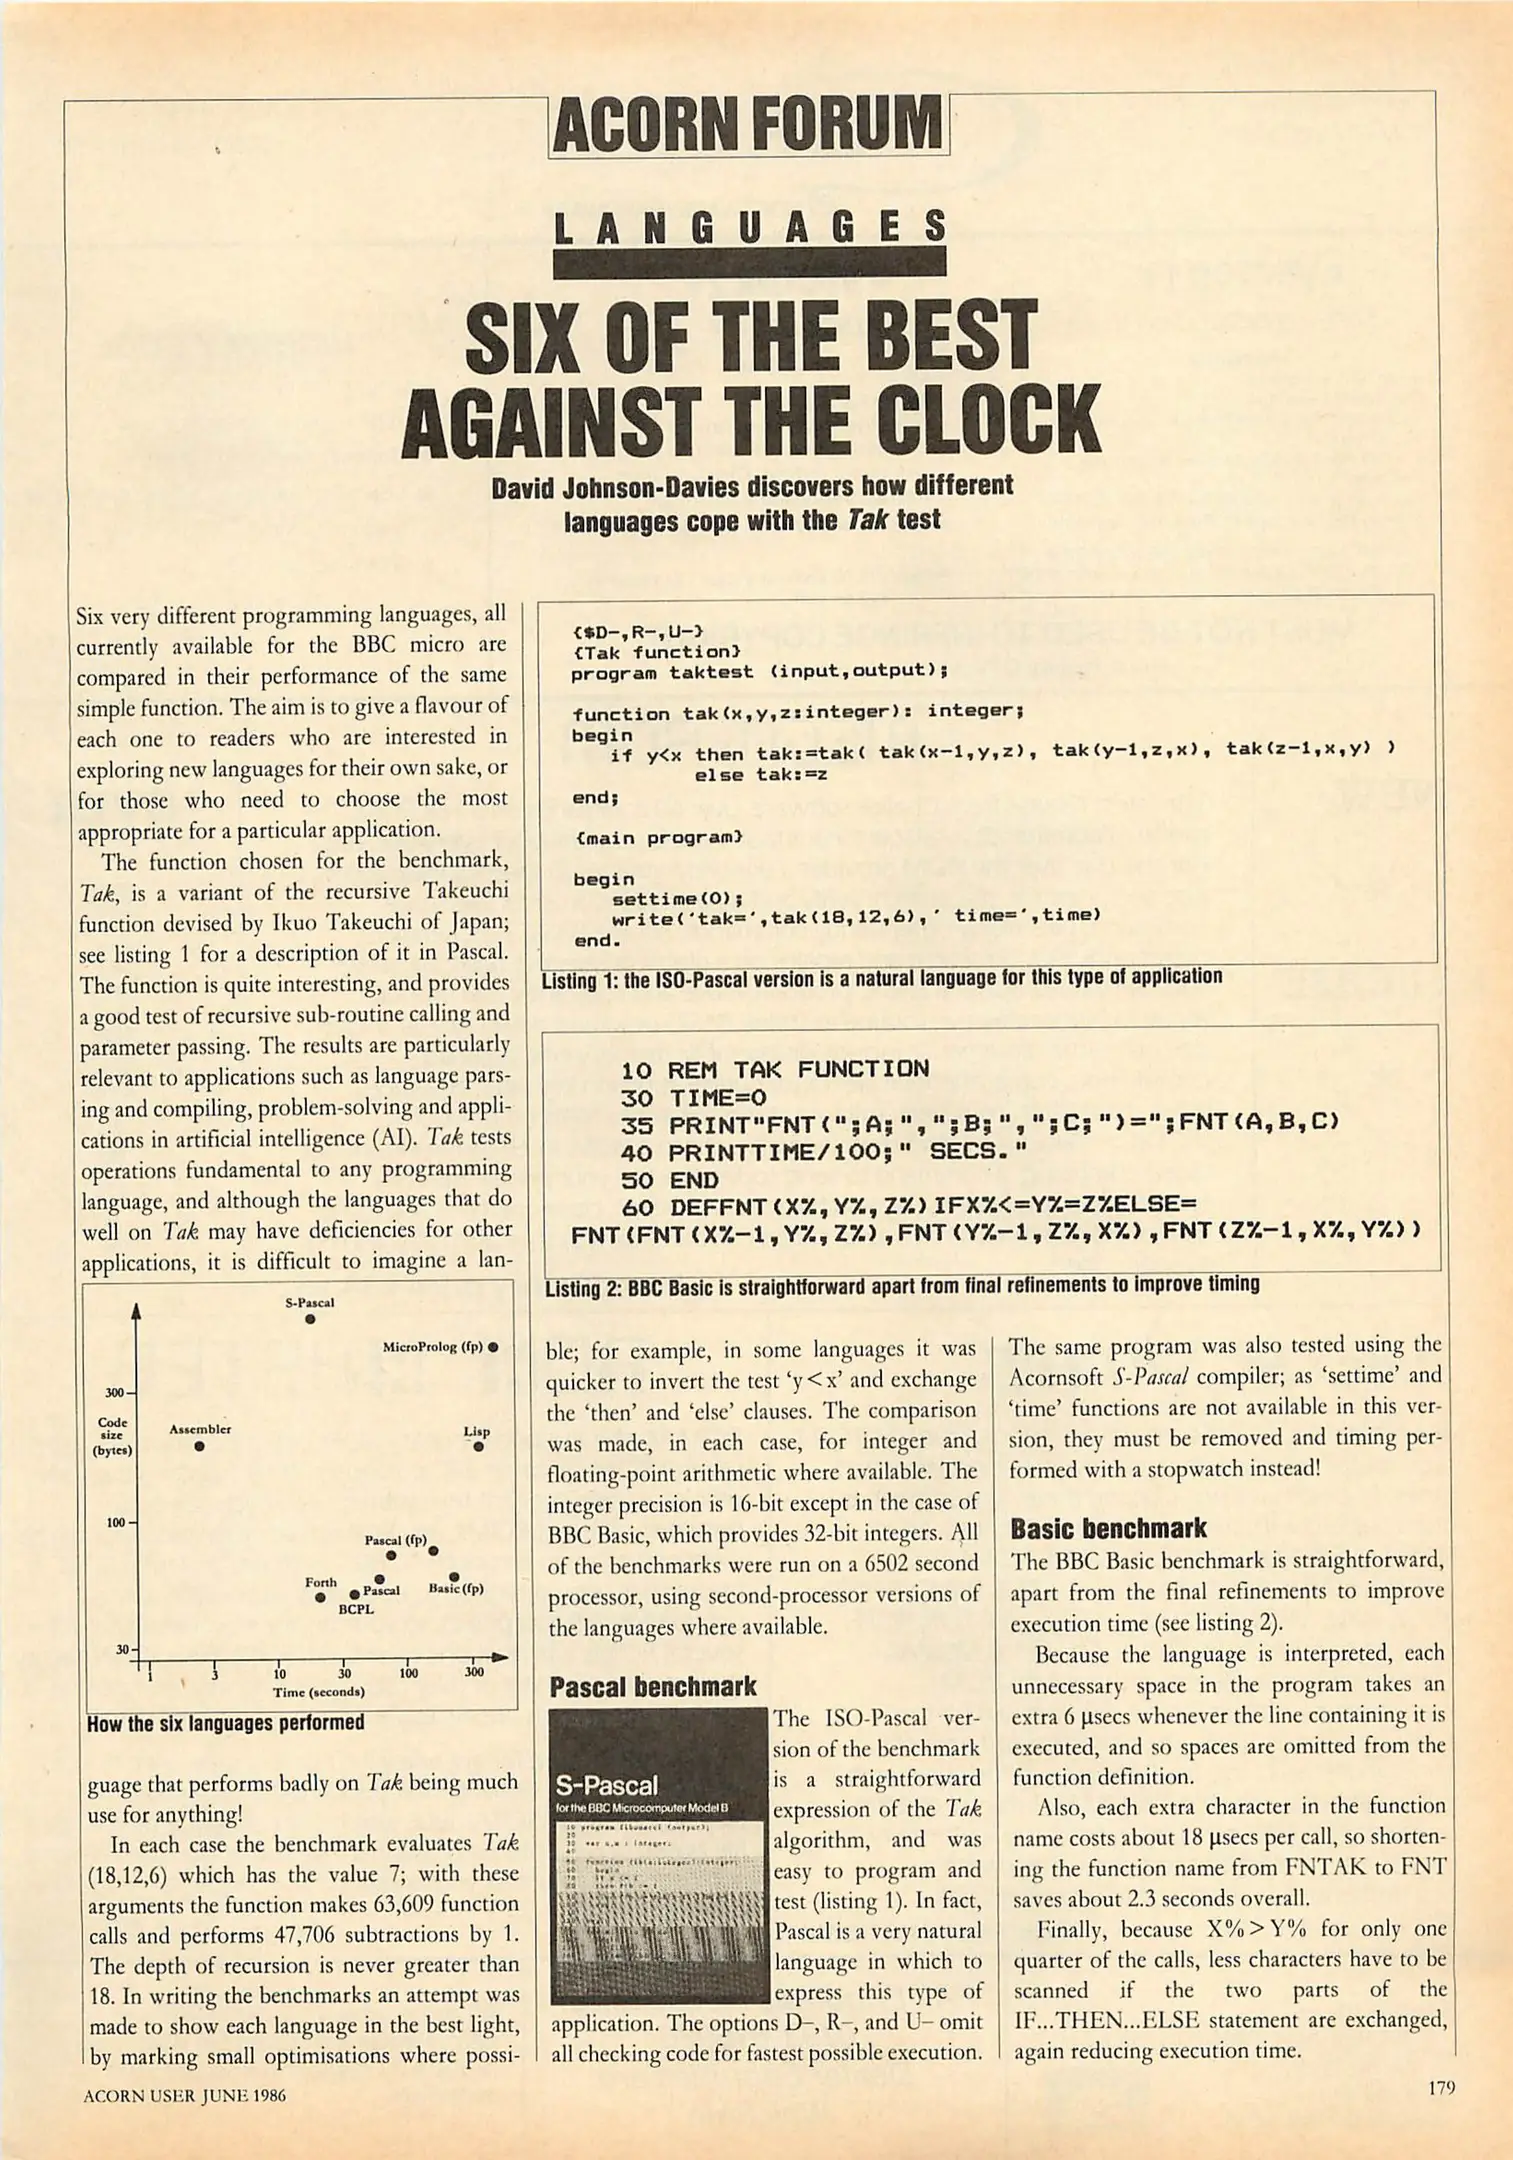 ACORN FORUM
LANGUAGES
SIX OF THE BEST
AGAINST THE CLOCK
David Johnson-Davies discovers how different
languages cope with the Tak test
Six very different programming languages, all
currently available for the BBC micro are
compared in their performance of the same
simple function. The aim is to give a flavour of
each one to readers who are interested in
exploring new languages for their own sake, or
for those who need to choose the most
appropriate for a particular application.
The function chosen for the benchmark,
Tak, is a variant of the recursive Takeuchi
function devised by Ikuo Takeuchi of Japan;
see listing 1 for a description of it in Pascal.
The function is quite interesting, and provides
a good test of recursive sub-routine calling and
parameter passing. The results are particularly
relevant to applications such as language pars-
ing and compiling, problem-solving and appli-
cations in artificial intelligence (AI). Tak tests
operations fundamental to any programming
language, and although the languages that do
well on Tak may have deficiencies for other
applications, it is difficult to imagine a lan-
S-Pascal
MicroProlog (fp)
300
Code
size
(bytes)
Assembler
Lisp
100
Pascal (fp)
Forth
Pascal
Basic (fp)
BCPL
30
1 3 10 30 100 300
Time (seconds)
How the six languages performed
guage that performs badly on Tak being much
use for anything!
In each case the benchmark evaluates Tak
(18,12,6) which has the value 7; with these
arguments the function makes 63,609 function
calls and performs 47,706 subtractions by 1.
The depth of recursion is never greater than
18. In writing the benchmarks an attempt was
made to show each language in the best light,
by marking small optimisations where possi-
{$D-,R-,U-}
{Tak function}
program taktest (input,output);
function tak(x,y,z:integer): integer;
begin
if y<x then tak:=tak( tak(x-1,y,z), tak(y-1,z,x), tak(z-1,x,y) )
else tak:=z
end;
{main program}
begin
settime(0);
write('tak=',tak(18,12,6),' time=',time)
end.
Listing 1: the ISO-Pascal version is a natural language for this type of application
10 REM TAK FUNCTION
30 TIME=0
35 PRINT"FNT(";A;",";B;",";C;")=";FNT(A,B,C)
40 PRINTTIME/100;" SECS."
50 END
60 DEFFNT(X%,Y%,Z%)IFX%<=Y%=Z%ELSE=
FNT(FNT(X%-1,Y%,Z%),FNT(Y%-1,Z%,X%),FNT(Z%-1,X%,Y%))
Listing 2: BBC Basic is straightforward apart from final refinements to improve timing
ble; for example, in some languages it was
quicker to invert the test 'y<x' and exchange
the 'then' and 'else' clauses. The comparison
was made, in each case, for integer and
floating-point arithmetic where available. The
integer precision is 16-bit except in the case of
BBC Basic, which provides 32-bit integers. All
of the benchmarks were run on a 6502 second
processor, using second-processor versions of
the languages where available.
Pascal benchmark
S-Pascal
for the BBC Microcomputer Model B
The ISO-Pascal ver-
sion of the benchmark
is a straightforward
expression of the Tak
algorithm, and was
easy to program and
test (listing 1). In fact,
Pascal is a very natural
language in which to
express this type of
application. The options D-, R-, and U- omit
all checking code for fastest possible execution.
The same program was also tested using the
Acornsoft S-Pascal compiler; as 'settime' and
'time' functions are not available in this ver-
sion, they must be removed and timing per-
formed with a stopwatch instead!
Basic benchmark
The BBC Basic benchmark is straightforward,
apart from the final refinements to improve
execution time (see listing 2).
Because the language is interpreted, each
unnecessary space in the program takes an
extra 6 μsecs whenever the line containing it is
executed, and so spaces are omitted from the
function definition.
Also, each extra character in the function
name costs about 18 μsecs per call, so shorten-
ing the function name from FNTAK to FNT
saves about 2.3 seconds overall.
Finally, because X%>Y% for only one
quarter of the calls, less characters have to be
scanned if the two parts of the
IF...THEN...ELSE statement are exchanged,
again reducing execution time.
ACORN USER JUNE 1986
179